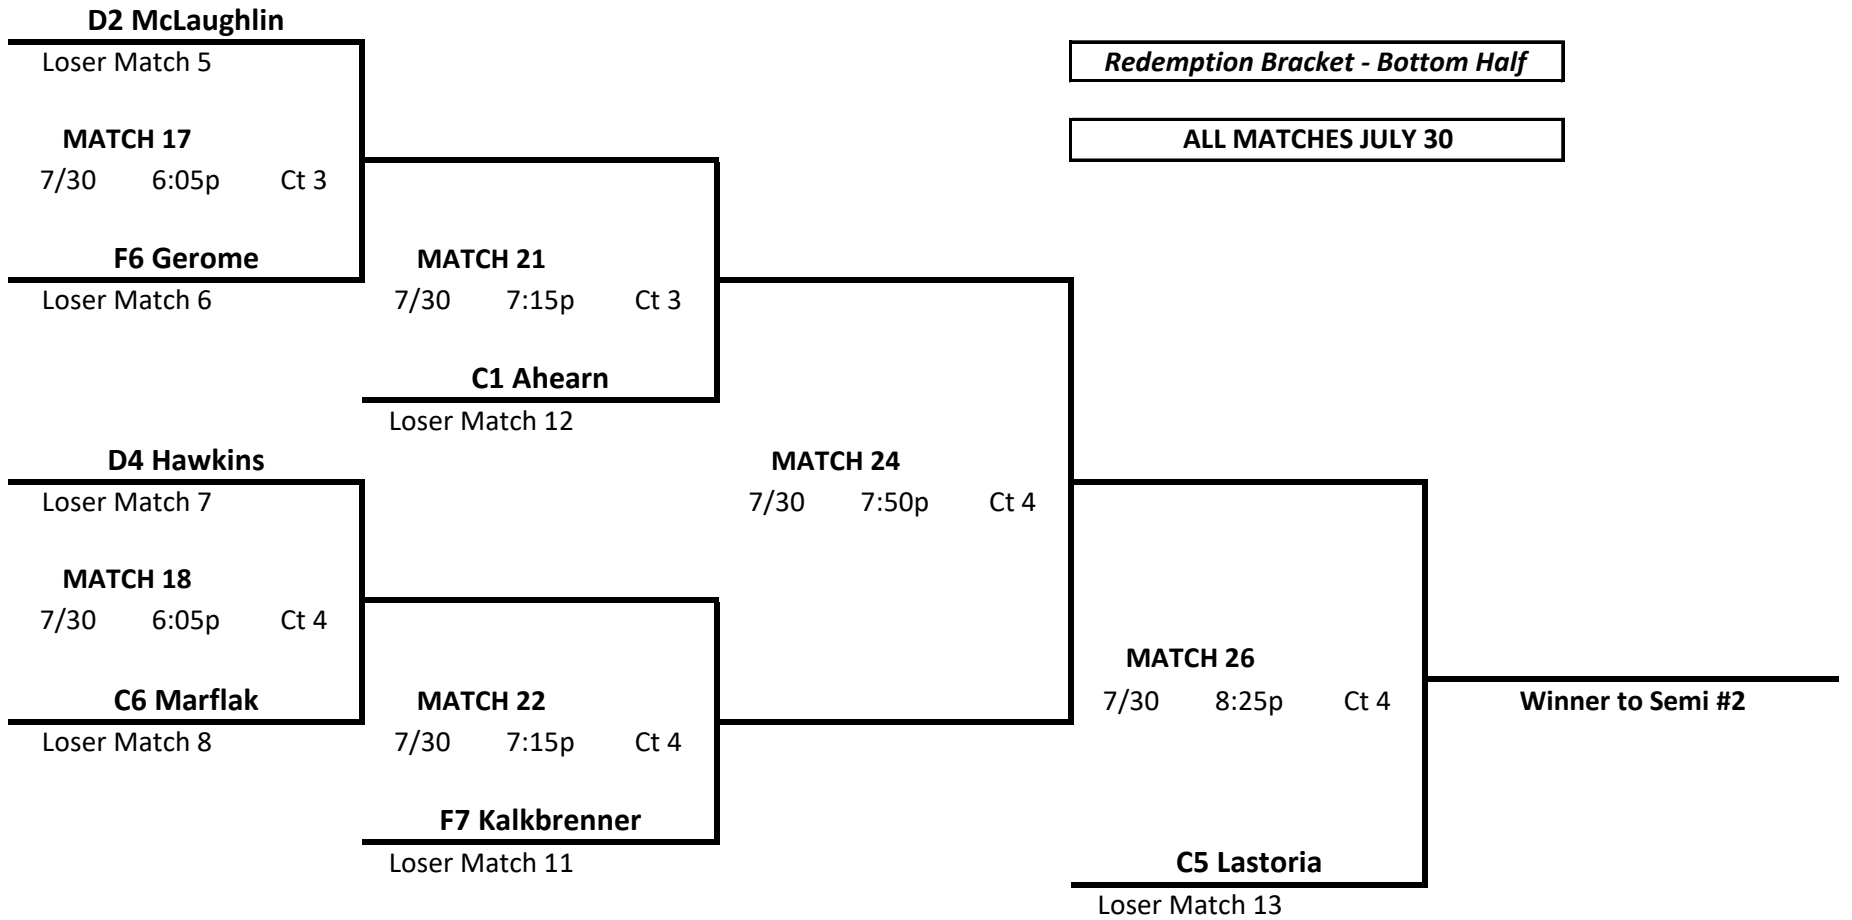 D2 McLaughlin
Loser Match 5
Redemption Bracket - Bottom Half
MATCH 17
ALL MATCHES JULY 30
7/30 6:05p Ct 3
F6 Gerome
MATCH 21
Loser Match 6
7/30 7:15p Ct 3
C1 Ahearn
Loser Match 12
D4 Hawkins
MATCH 24
Loser Match 7
7/30 7:50p Ct 4
MATCH 18
7/30 6:05p Ct 4
MATCH 26
C6 Marflak
MATCH 22
7/30 8:25p Ct 4
Winner to Semi #2
Loser Match 8
7/30 7:15p Ct 4
F7 Kalkbrenner
Loser Match 11
C5 Lastoria
Loser Match 13